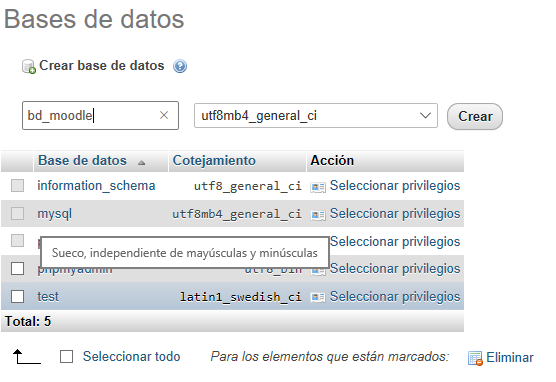 Bases de datos
Crear base de datos
bd_moodle utf8mb4_general_ci Crear
Base de datos Cotejamiento Acción
information_schema utf8_general_ci Seleccionar privilegios
mysql utf8mb4_general_ci Seleccionar privilegios
Seleccionar privilegios
Sueco, independiente de mayúsculas y minúsculas
phpmyadmin utf8_bin Seleccionar privilegios
test latin1_swedish_ci Seleccionar privilegios
Total: 5
Seleccionar todo Para los elementos que están marcados: Eliminar